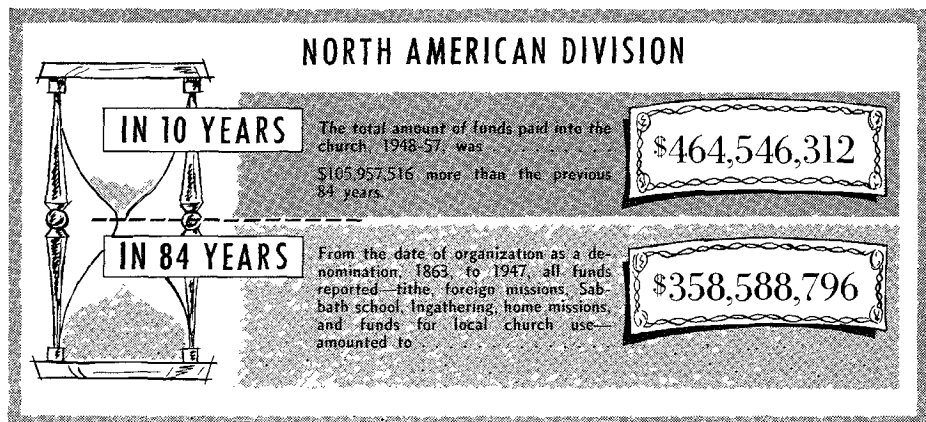 NORTH AMERICAN DIVISION
IN 10 YEARS
The total amount of funds paid into the
church, 1948-57, was . . . . . . . . .
$105,957,516 more than the previous
84 years.
$464,546,312
IN 84 YEARS
From the date of organization as a de-
nomination, 1863, to 1947, all funds
reported—tithe, foreign missions, Sab-
bath school, Ingathering, home missions,
and funds for local church use—
amounted to . . . . . . . . . . . . . .
$358,588,796